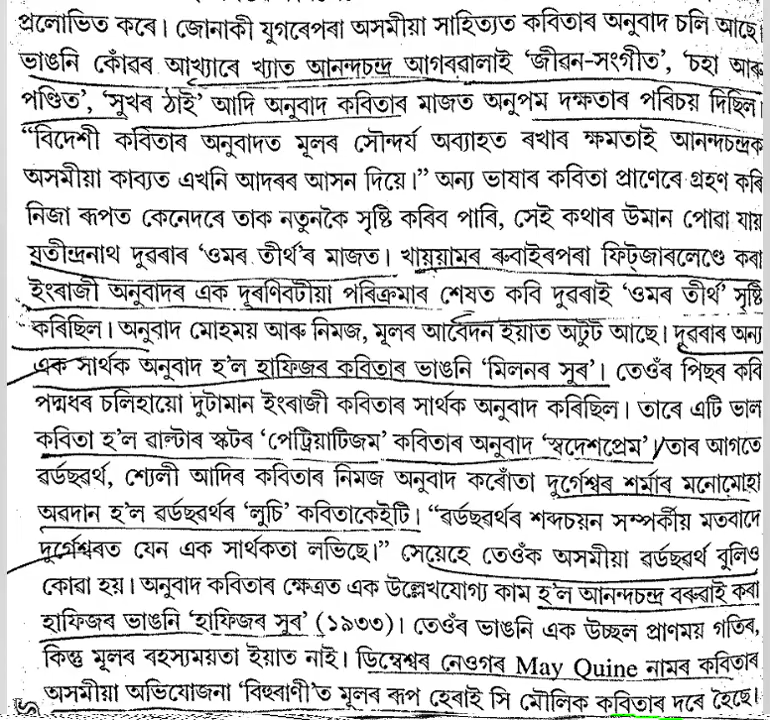 প্ৰলোভিত কৰে। জোনাকী যুগৰেপৰা অসমীয়া সাহিত্যত কবিতাৰ অনুবাদ চলি আছে।
ভাঙনি কোঁৱৰ আখ্যাৰে খ্যাত আনন্দচন্দ্ৰ আগৰৱালাই ‘জীৱন-সংগীত’, ‘চহা আৰু
পণ্ডিত’, ‘সুখৰ ঠাই’ আদি অনুবাদ কবিতাৰ মাজত অনুপম দক্ষতাৰ পৰিচয় দিছিল।
“বিদেশী কবিতাৰ অনুবাদত মূলৰ সৌন্দৰ্য অব্যাহত ৰখাৰ ক্ষমতাই আনন্দচন্দ্ৰক
অসমীয়া কাব্যত এখনি আদৰৰ আসন দিয়ে।” অন্য ভাষাৰ কবিতা প্ৰাণেৰে গ্ৰহণ কৰি
নিজা ৰূপত কেনেদৰে তাক নতুনকৈ সৃষ্টি কৰিব পাৰি, সেই কথাৰ উমান পোৱা যায়
যতীন্দ্ৰনাথ দুৱৰাৰ ‘ওমৰ তীৰ্থ’ৰ মাজত। খায়য়ামৰ ৰুবাইৰপৰা ফিট্‌জাৰলেণ্ডে কৰা
ইংৰাজী অনুবাদৰ এক দূৰণিবটীয়া পৰিক্ৰমাৰ শেষত কবি দুৱৰাই ‘ওমৰ তীৰ্থ’ সৃষ্টি
কৰিছিল। অনুবাদ মোহময় আৰু নিমজ, মূলৰ আবেদন ইয়াত অটুট আছে। দুৱৰাৰ অন্য
এক সাৰ্থক অনুবাদ হ’ল হাফিজৰ কবিতাৰ ভাঙনি ‘মিলনৰ সুৰ’। তেওঁৰ পিছৰ কবি
পদ্মধৰ চলিহায়ো দুটামান ইংৰাজী কবিতাৰ সাৰ্থক অনুবাদ কৰিছিল। তাৰে এটি ভাল
কবিতা হ’ল ৱাল্টাৰ স্কটৰ ‘পেট্ৰিয়াটিজম’ কবিতাৰ অনুবাদ ‘স্বদেশপ্ৰেম’। তাৰ আগতে
ৱৰ্ডছৱৰ্থ, শ্যেলী আদিৰ কবিতাৰ নিমজ অনুবাদ কৰোঁতা দুৰ্গেশ্বৰ শৰ্মাৰ মনোমোহা
অৱদান হ’ল ৱৰ্ডছৱৰ্থৰ ‘লুচি’ কবিতাকেইটি। “ৱৰ্ডছৱৰ্থৰ শব্দচয়ন সম্পৰ্কীয় মতবাদে
দুৰ্গেশ্বৰত যেন এক সাৰ্থকতা লভিছে।” সেয়েহে তেওঁক অসমীয়া ৱৰ্ডছৱৰ্থ বুলিও
কোৱা হয়। অনুবাদ কবিতাৰ ক্ষেত্ৰত এক উল্লেখযোগ্য কাম হ’ল আনন্দচন্দ্ৰ বৰুৱাই কৰা
হাফিজৰ ভাঙনি ‘হাফিজৰ সুৰ’ (১৯৩৩)। তেওঁৰ ভাঙনি এক উচ্ছল প্ৰাণময় গতিৰ,
কিন্তু মূলৰ ৰহস্যময়তা ইয়াত নাই। ডিম্বেশ্বৰ নেওগৰ May Quine নামৰ কবিতাৰ
অসমীয়া অভিযোজনা ‘বিহুৰাণী’ত মূলৰ ৰূপ হেৰাই সি মৌলিক কবিতাৰ দৰে হৈছে।